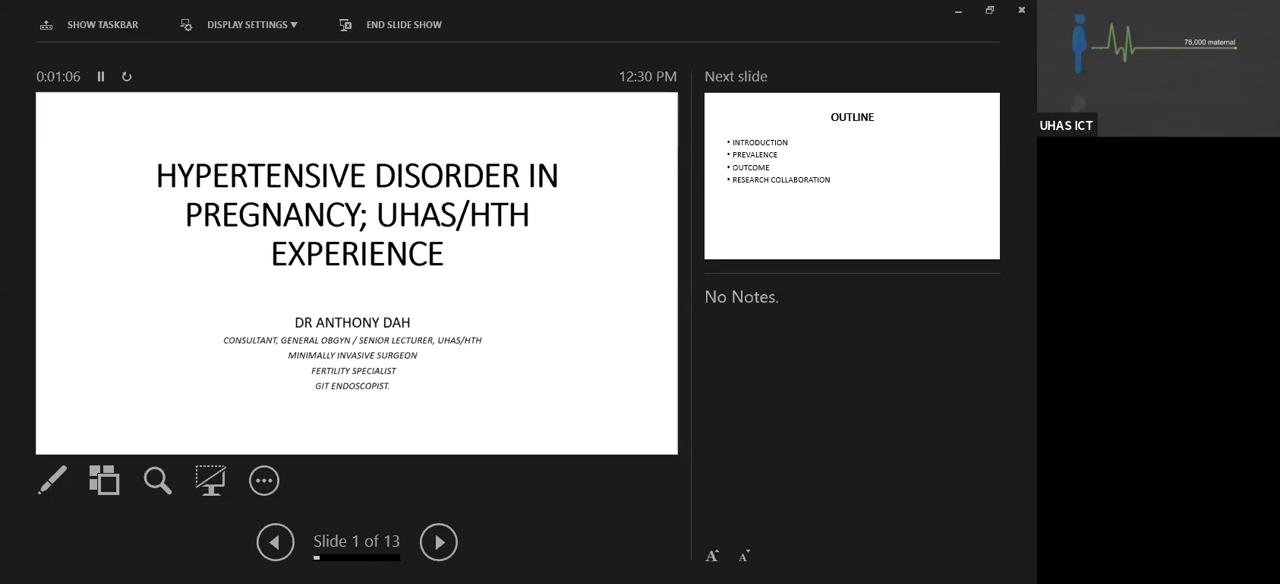 SHOW TASKBAR
DISPLAY SETTINGS ▼
END SLIDE SHOW
0:01:06
12:30 PM
HYPERTENSIVE DISORDER IN
PREGNANCY; UHAS/HTH
EXPERIENCE
DR ANTHONY DAH
CONSULTANT, GENERAL OBGYN / SENIOR LECTURER, UHAS/HTH
MINIMALLY INVASIVE SURGEON
FERTILITY SPECIALIST
GIT ENDOSCOPIST.
Slide 1 of 13
Next slide
OUTLINE
• INTRODUCTION
• PREVALENCE
• OUTCOME
• RESEARCH COLLABORATION
No Notes.
A A
76,000 maternal
UHAS ICT